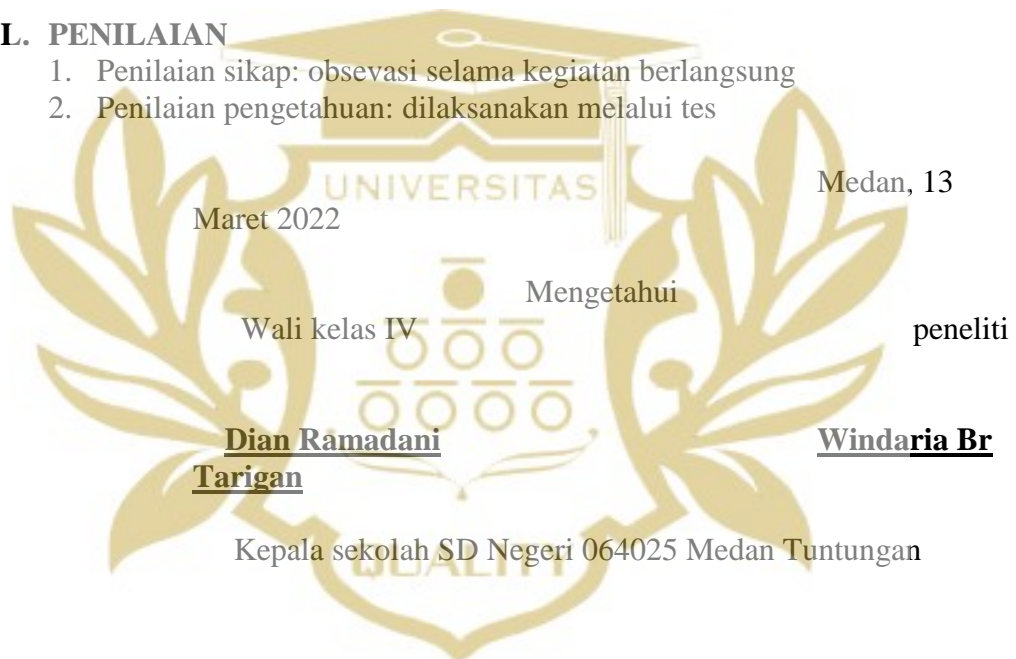 L. PENILAIAN
1. Penilaian sikap: obsevasi selama kegiatan berlangsung
2. Penilaian pengetahuan: dilaksanakan melalui tes
UNIVERSITAS
Medan, 13
Maret 2022
Mengetahui
Wali kelas IV peneliti
Dian Ramadani Windaria Br
Tarigan
Kepala sekolah SD Negeri 064025 Medan Tuntungan
QUALITY